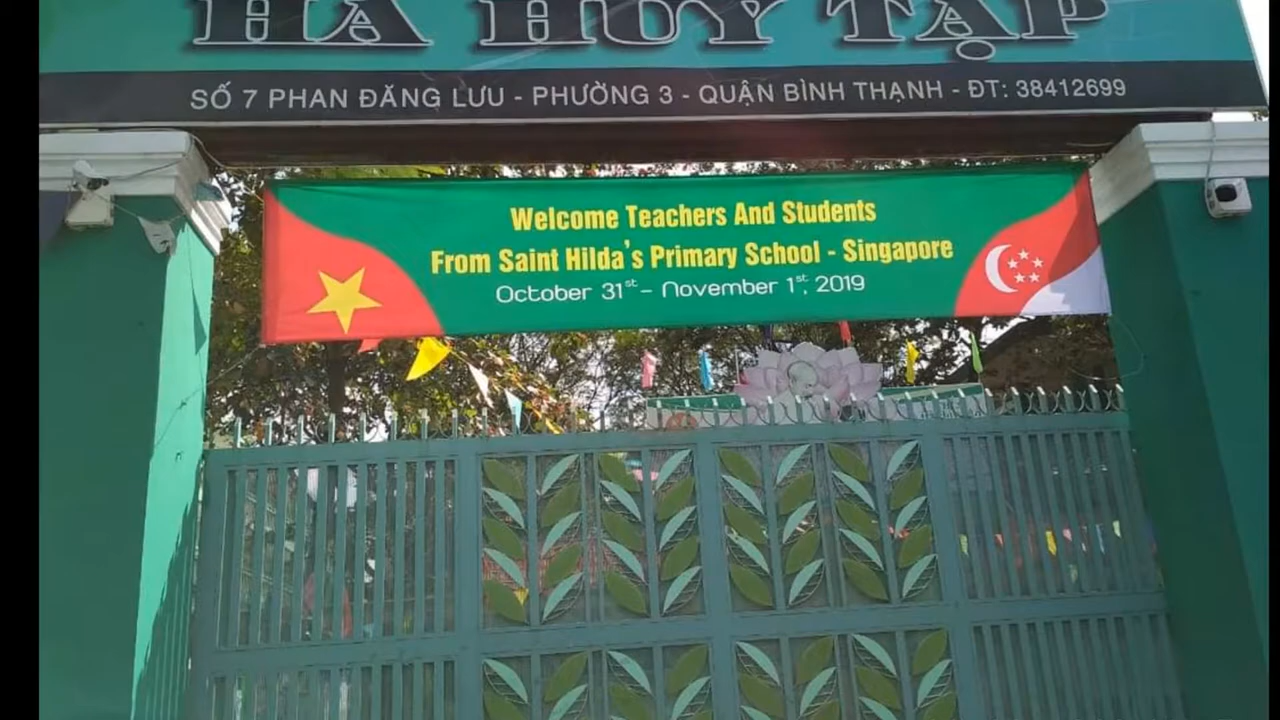 HÀ HUY TẬP
SỐ 7 PHAN ĐĂNG LƯU - PHƯỜNG 3 - QUẬN BÌNH THẠNH - ĐT: 38412699
Welcome Teachers And Students
From Saint Hilda's Primary School - Singapore
October 31st – November 1st, 2019